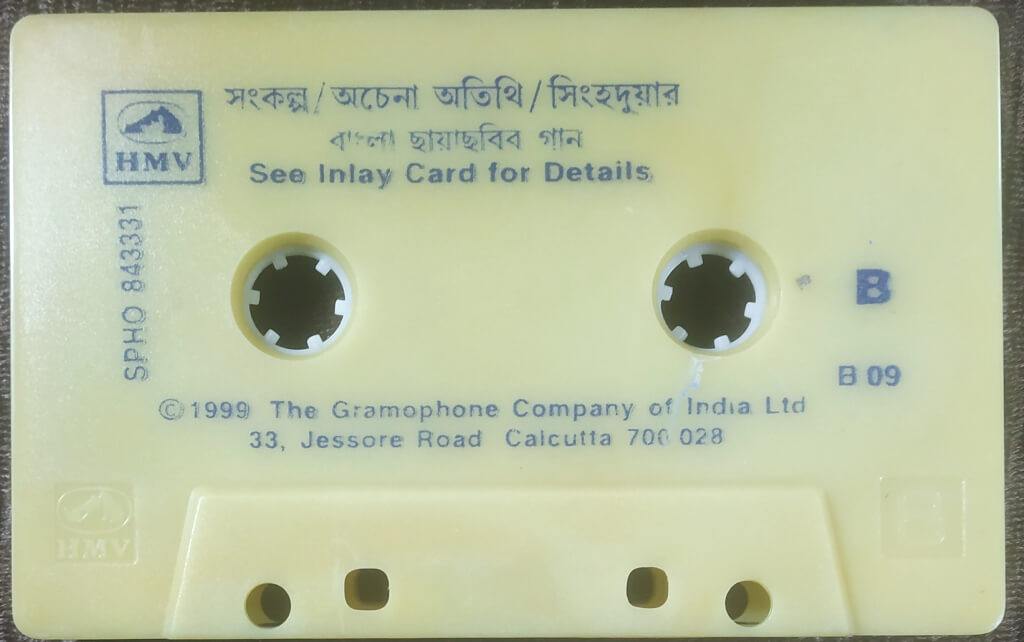 সংকল্প/অচেনা অতিথি/সিংহদুয়ার
বাংলা ছায়াছবিব গান
See Inlay Card for Details
HMV
SPHO 843331
B
B 09
©1999 The Gramophone Company of India Ltd
33, Jessore Road Calcutta 700 028
HMV
B